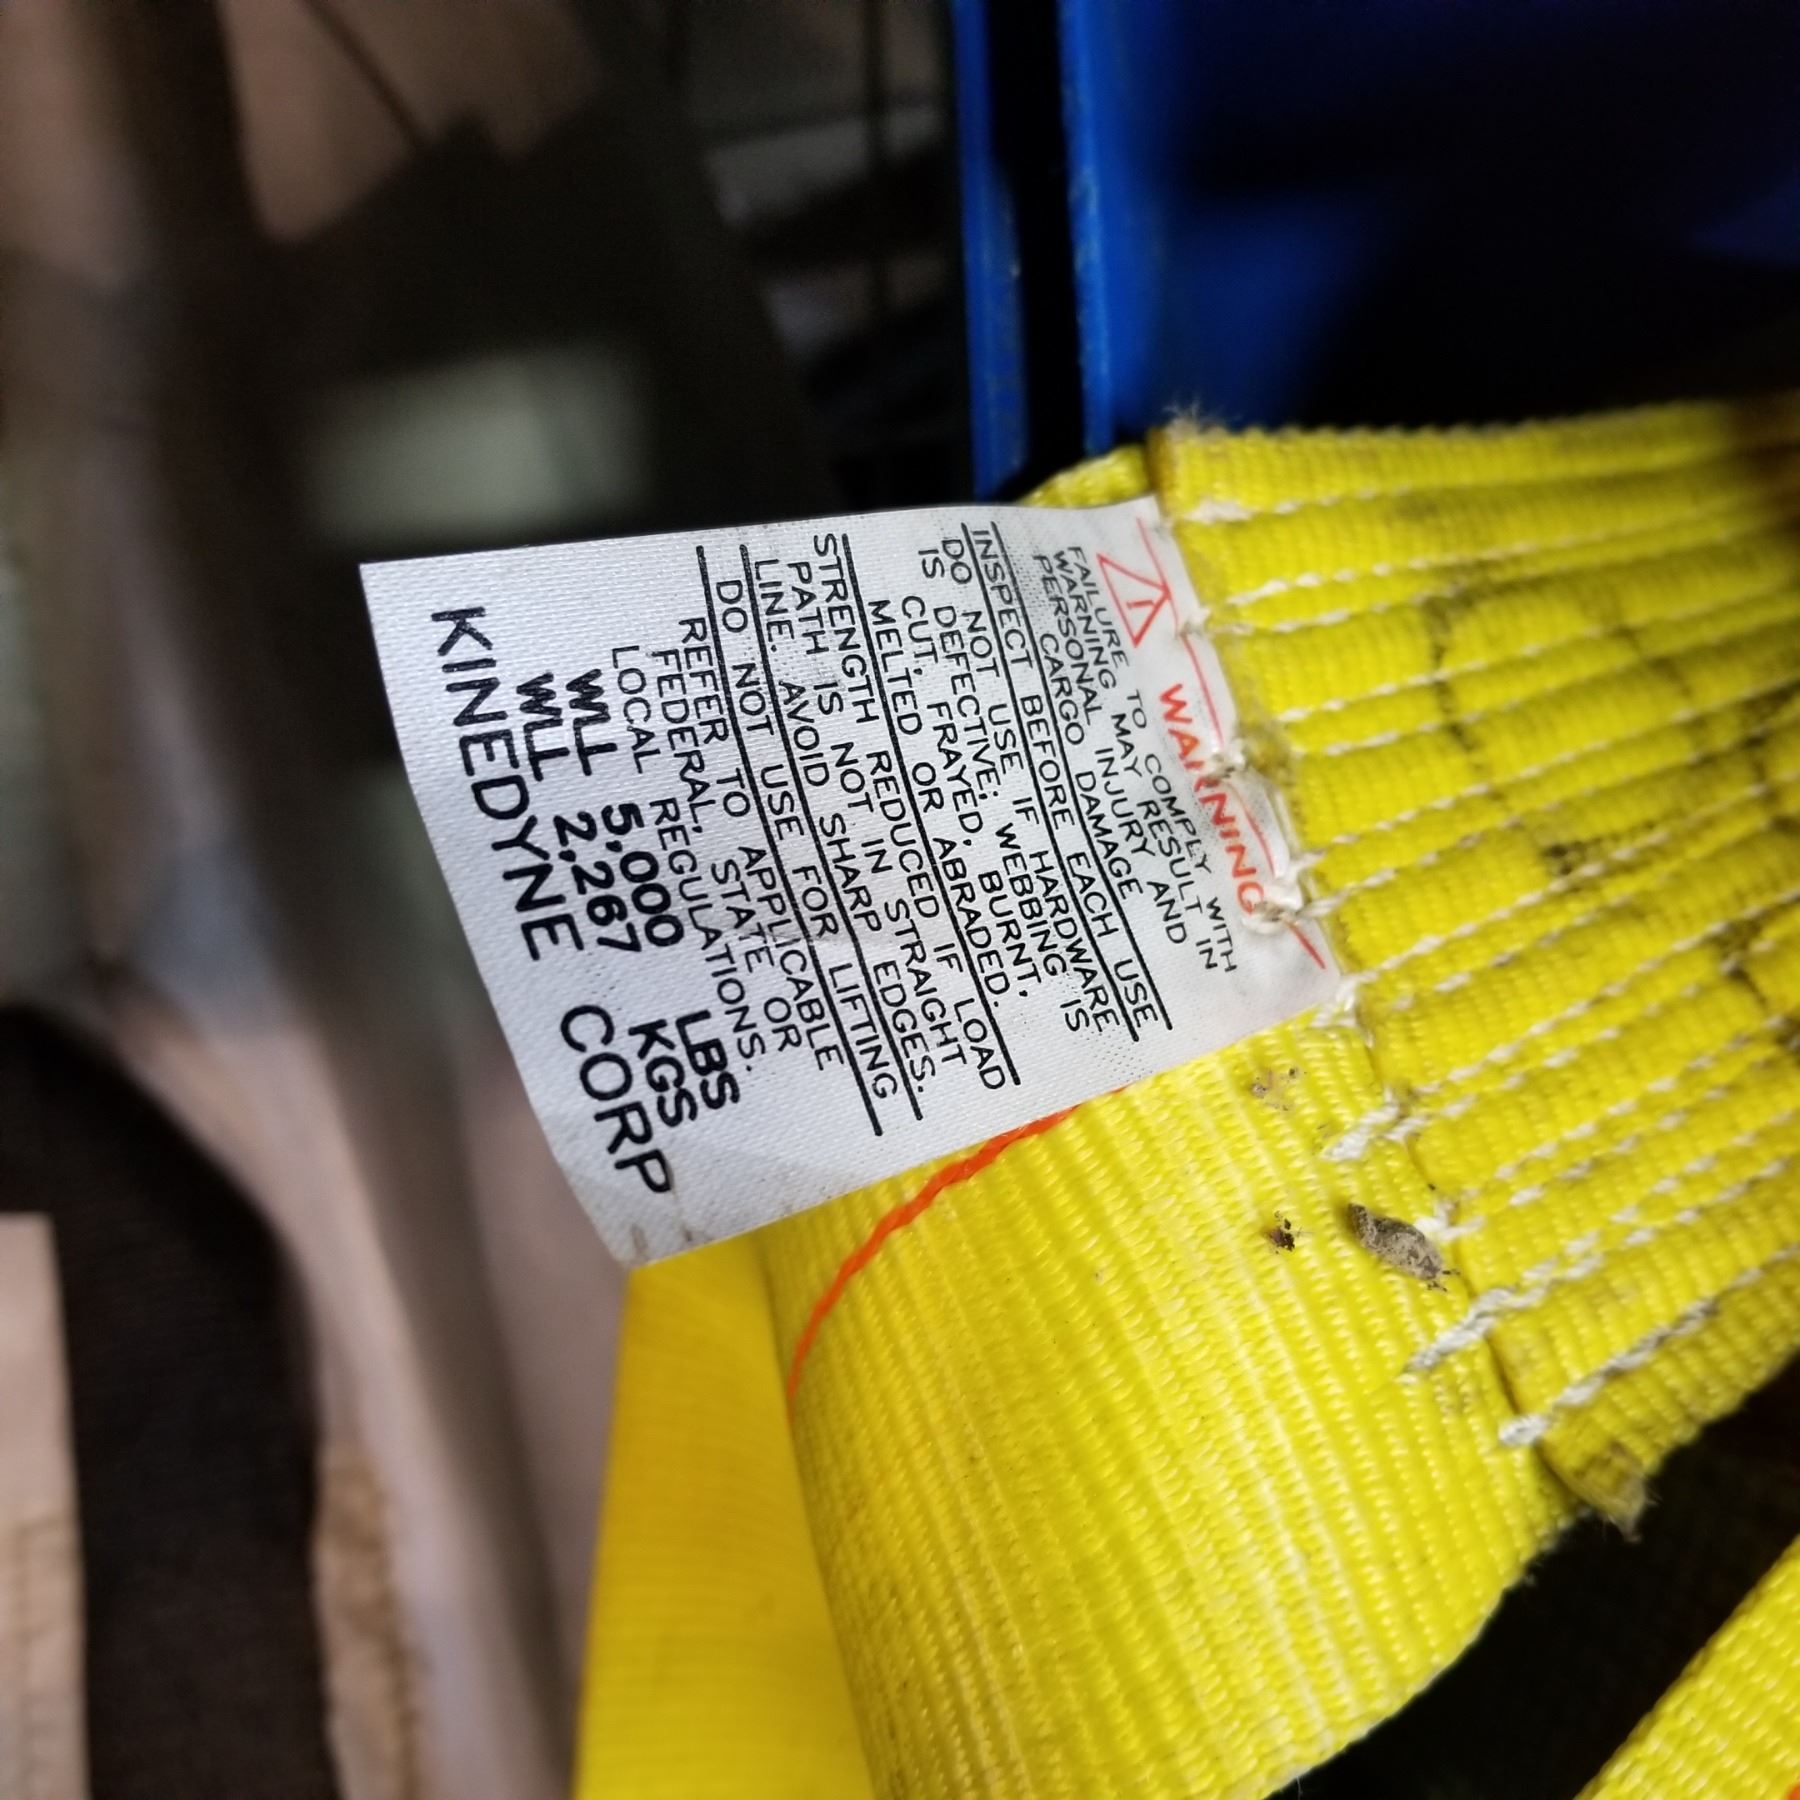 WARNING
FAILURE TO COMPLY WITH
WARNING MAY RESULT IN
PERSONAL INJURY AND
CARGO DAMAGE
INSPECT BEFORE EACH USE
DO NOT USE IF HARDWARE
IS DEFECTIVE; WEBBING IS
CUT, FRAYED, BURNT,
MELTED OR ABRADED.
STRENGTH REDUCED IF LOAD
PATH IS NOT IN STRAIGHT
LINE. AVOID SHARP EDGES.
DO NOT USE FOR LIFTING
REFER TO APPLICABLE
FEDERAL, STATE OR
LOCAL REGULATIONS.
WLL 5,000 LBS
WLL 2,267 KGS
KINEDYNE CORP